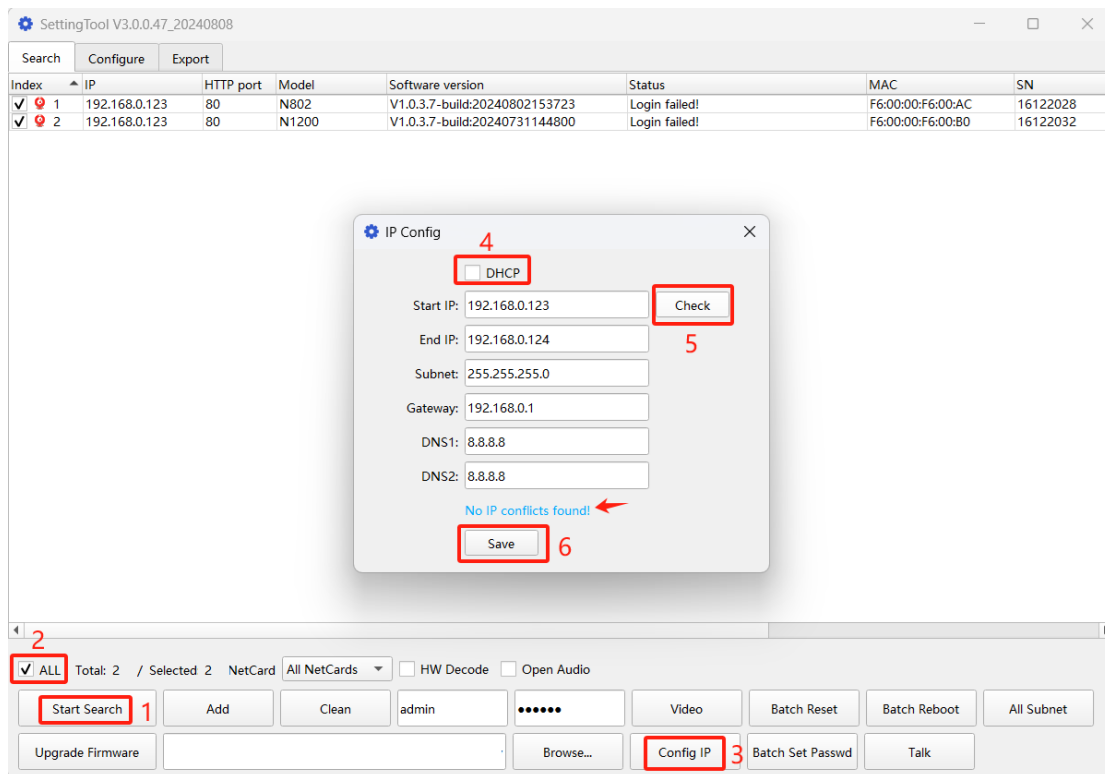 SettingTool V3.0.0.47_20240808
Search Configure Export
Index IP HTTP port Model Software version Status MAC SN
1 192.168.0.123 80 N802 V1.0.3.7-build:20240802153723 Login failed! F6:00:00:F6:00:AC 16122028
2 192.168.0.123 80 N1200 V1.0.3.7-build:20240731144800 Login failed! F6:00:00:F6:00:B0 16122032
IP Config
4
DHCP
Start IP: 192.168.0.123 Check
End IP: 192.168.0.124 5
Subnet: 255.255.255.0
Gateway: 192.168.0.1
DNS1: 8.8.8.8
DNS2: 8.8.8.8
No IP conflicts found!
Save 6
2
ALL Total: 2 / Selected 2 NetCard All NetCards HW Decode Open Audio
Start Search 1 Add Clean admin •••••• Video Batch Reset Batch Reboot All Subnet
Upgrade Firmware Browse... Config IP 3 Batch Set Passwd Talk